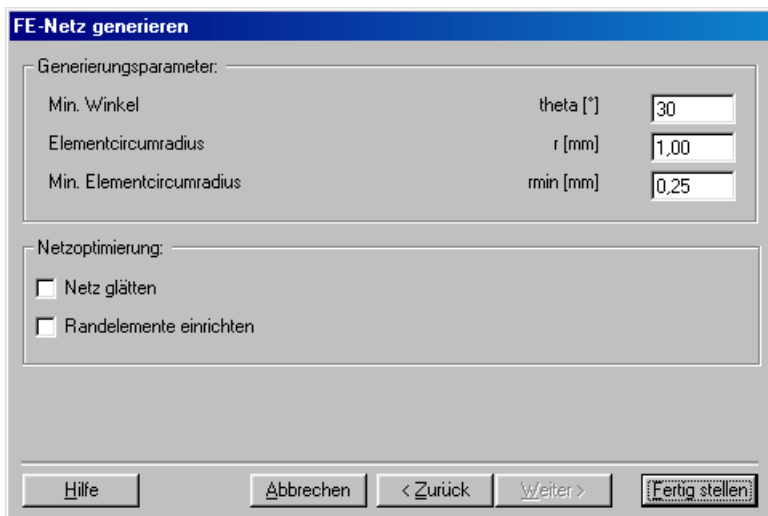 FE-Netz generieren
Generierungsparameter:
Min. Winkel theta [°] 30
Elementcircumradius r [mm] 1,00
Min. Elementcircumradius rmin [mm] 0,25
Netzoptimierung:
Netz glätten
Randelemente einrichten
Hilfe Abbrechen < Zurück Weiter > Fertig stellen